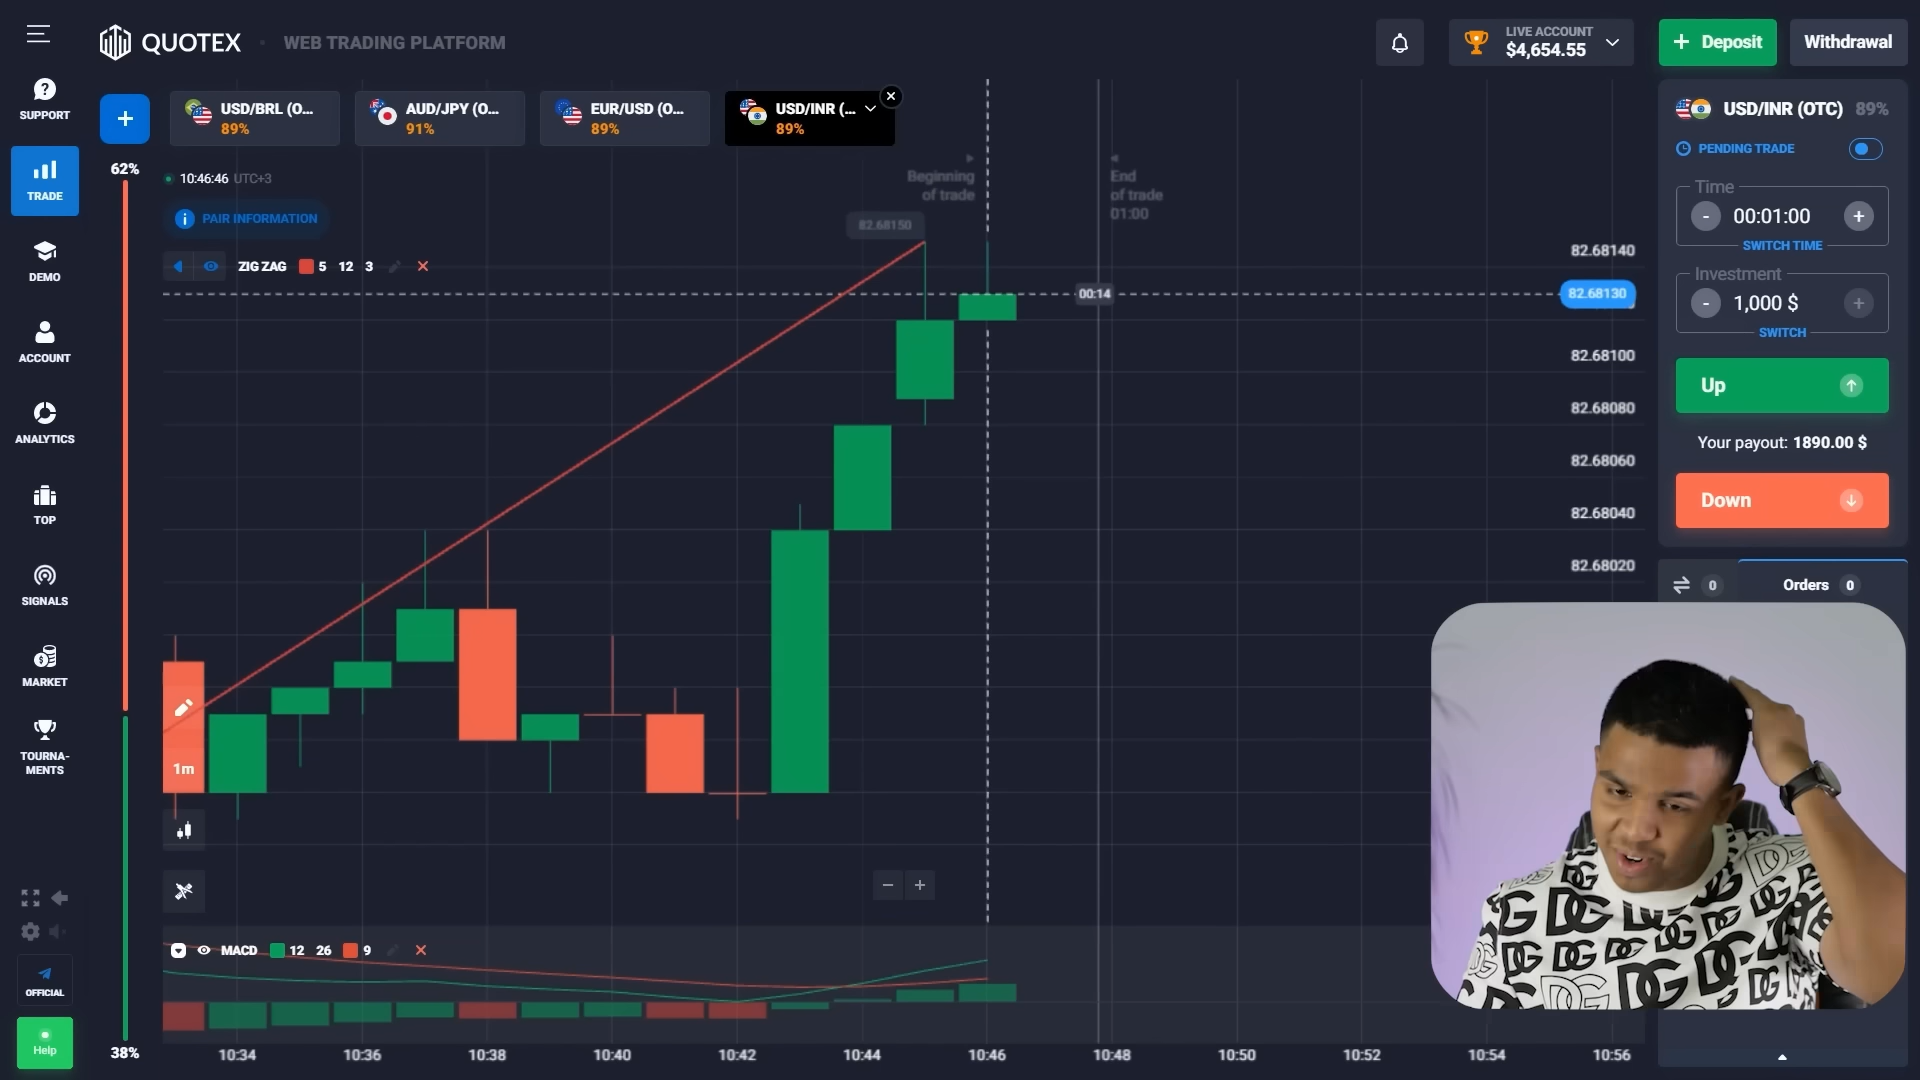 QUOTEX
WEB TRADING PLATFORM
LIVE ACCOUNT
$4,654.55
Deposit
Withdrawal
SUPPORT
TRADE
DEMO
ACCOUNT
ANALYTICS
TOP
SIGNALS
MARKET
TOURNA-
MENTS
OFFICIAL
Help
USD/BRL (O...
89%
AUD/JPY (O...
91%
EUR/USD (O...
89%
USD/INR (...
89%
62%
38%
10:46:46 UTC+3
PAIR INFORMATION
ZIG ZAG 5 12 3
Beginning
of trade
End
of trade
01:00
82.68150
00:14
82.68140
82.68130
82.68100
82.68080
82.68060
82.68040
82.68020
1m
MACD 12 26 9
10:34 10:36 10:38 10:40 10:42 10:44 10:46 10:48 10:50 10:52 10:54 10:56
USD/INR (OTC) 89%
PENDING TRADE
Time
- 00:01:00 +
SWITCH TIME
Investment
- 1,000 $ +
SWITCH
Up
Your payout: 1890.00 $
Down
0
Orders 0
DG DG DG